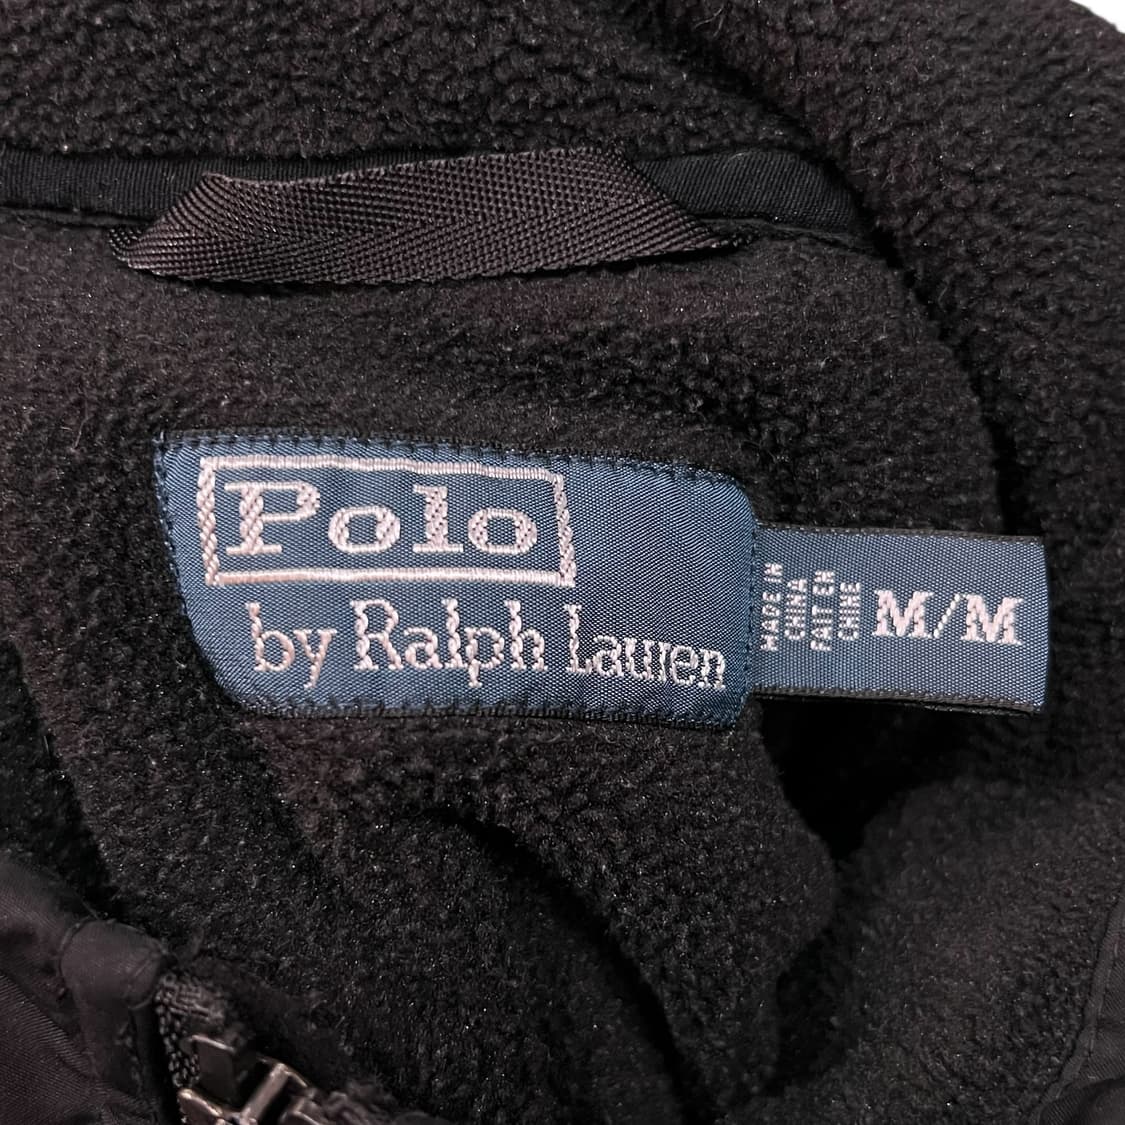 Polo
by Ralph Lauren
MADE IN
CHINA
FAIT EN
CHINE
M/M